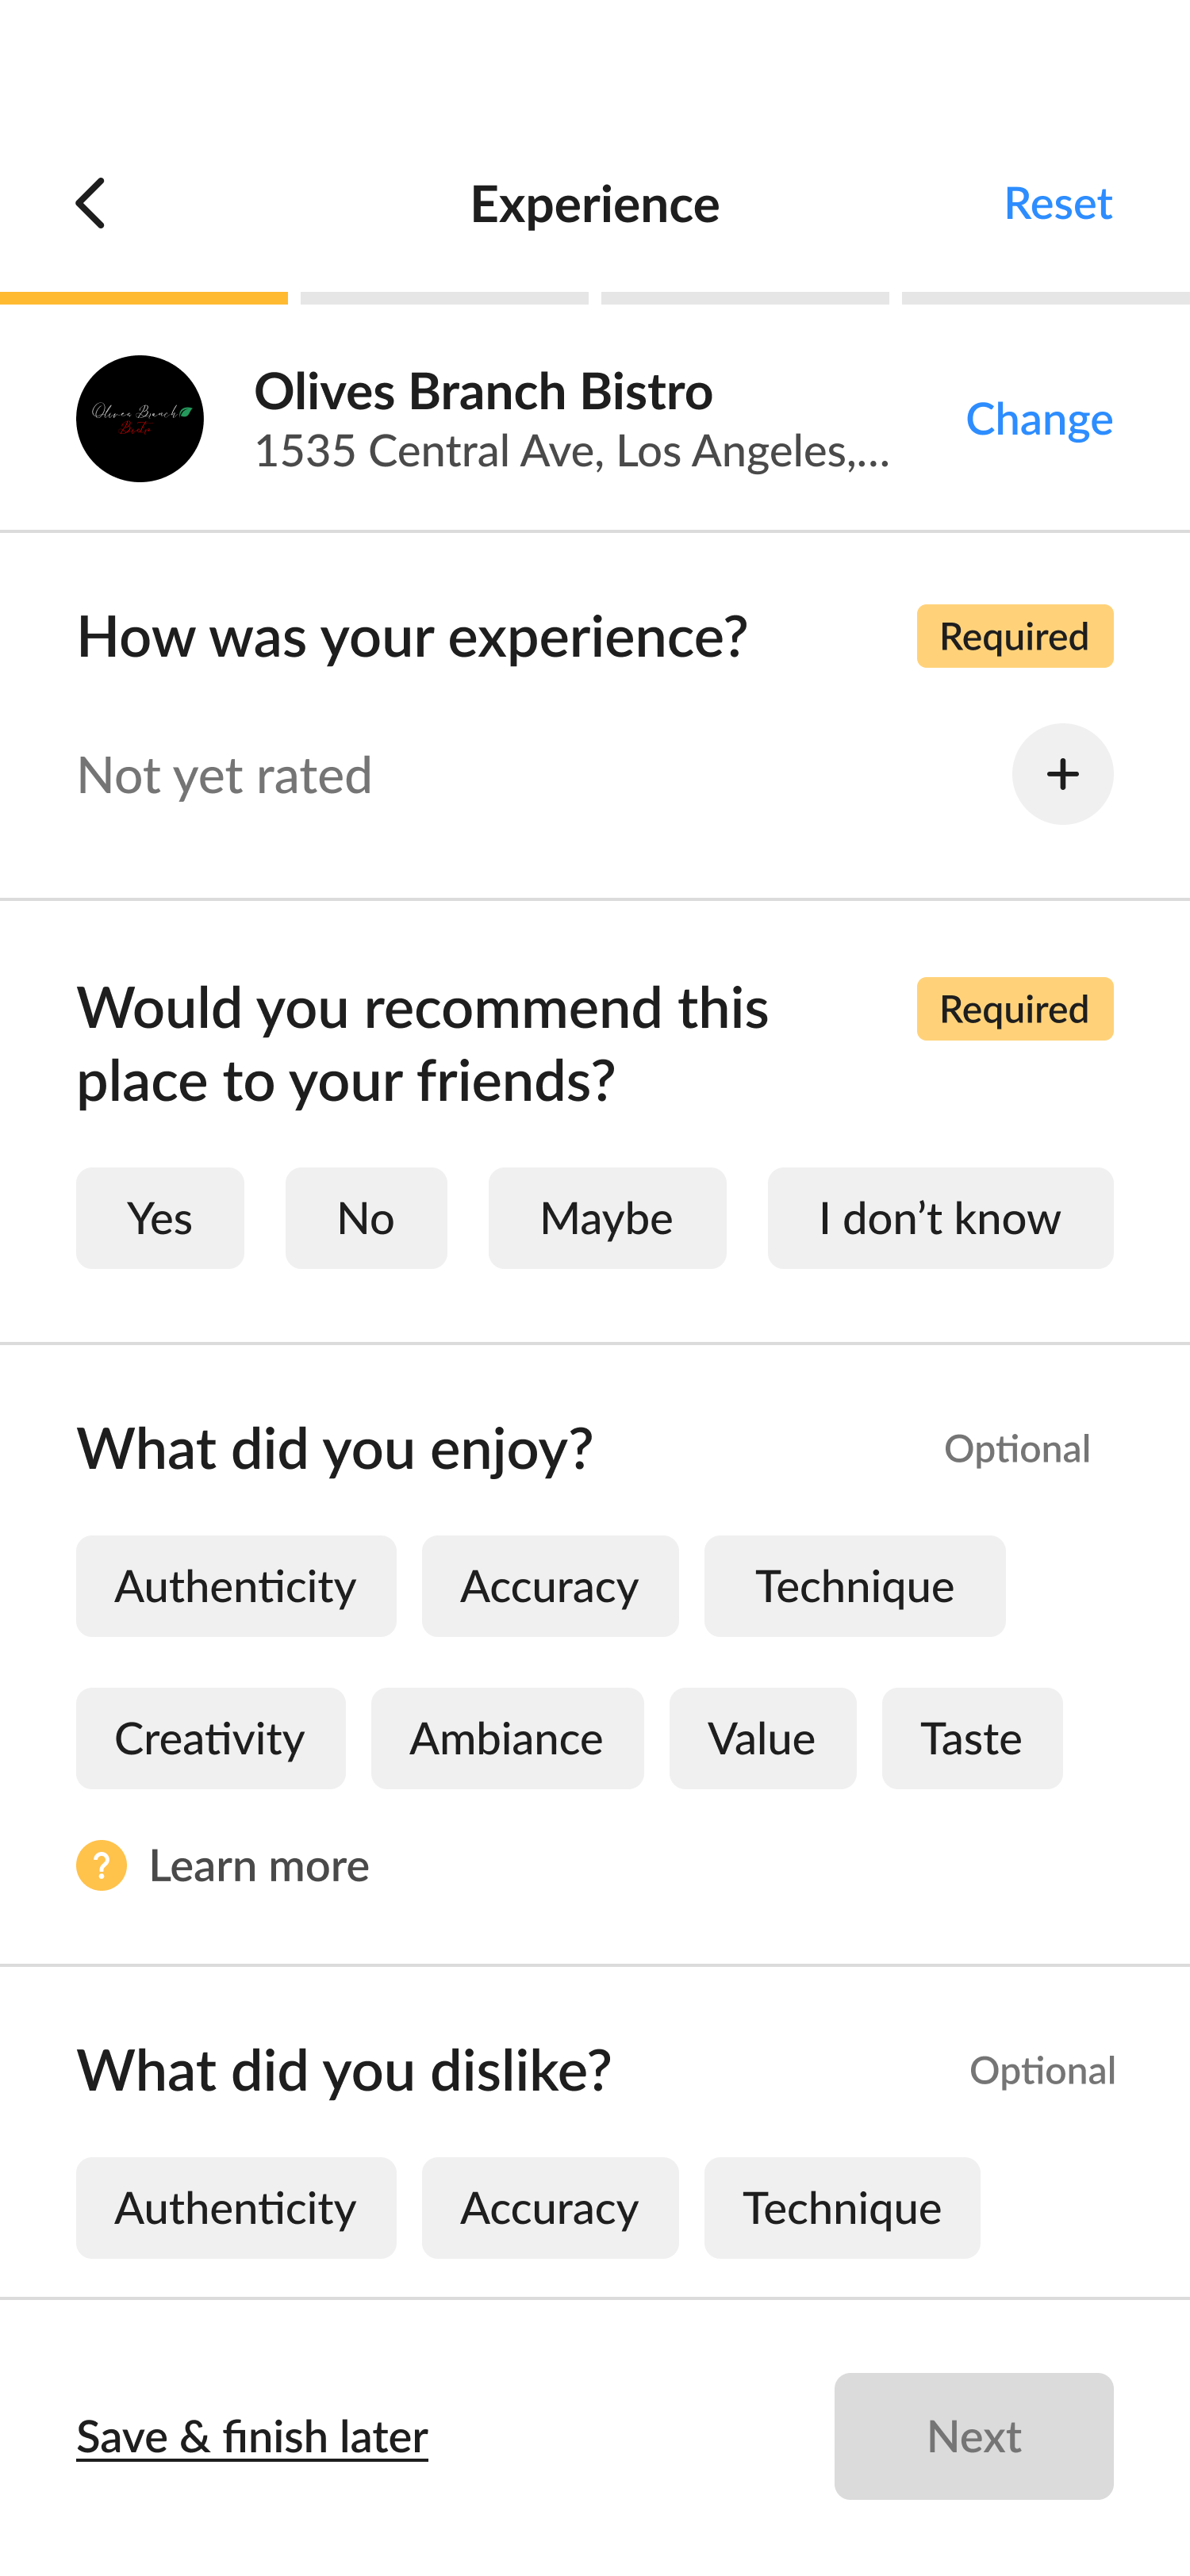 Experience
Reset
Olives Branch
Bistro
Olives Branch Bistro
1535 Central Ave, Los Angeles,...
Change
How was your experience?
Required
Not yet rated
+
Would you recommend this
place to your friends?
Required
Yes
No
Maybe
I don’t know
What did you enjoy?
Optional
Authenticity
Accuracy
Technique
Creativity
Ambiance
Value
Taste
?
Learn more
What did you dislike?
Optional
Authenticity
Accuracy
Technique
Save & finish later
Next